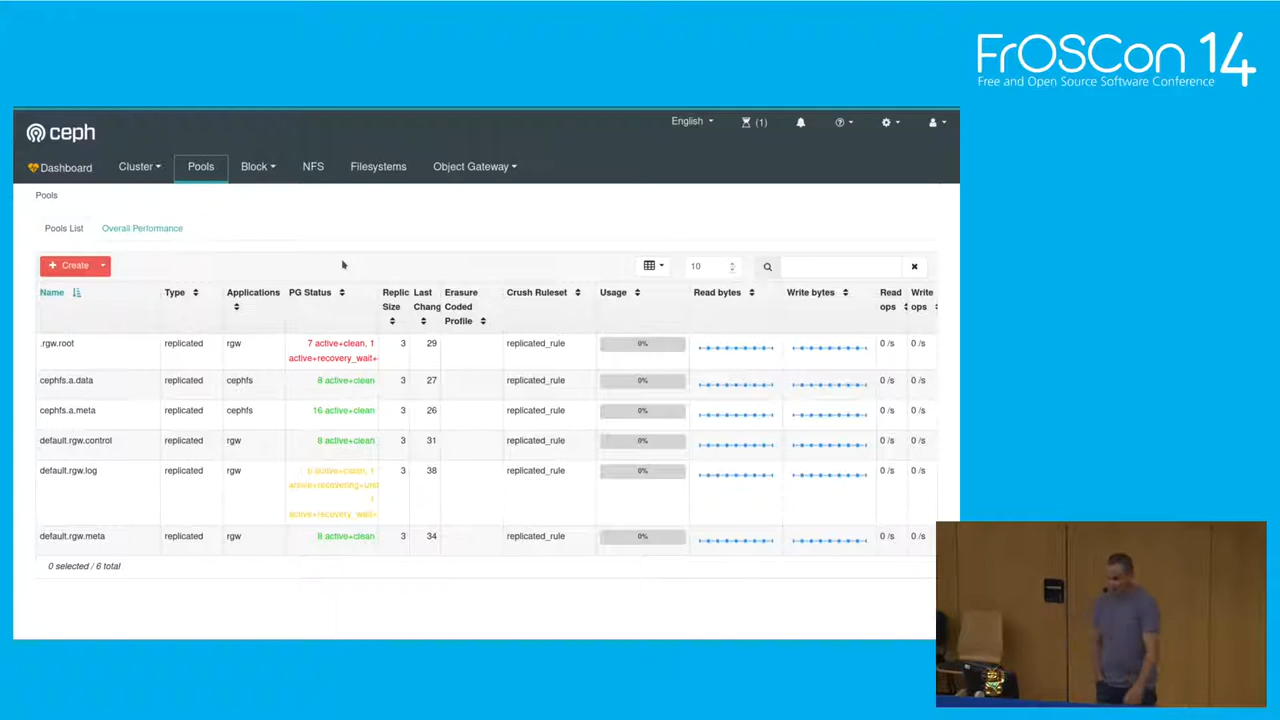 FrOSCon 14
Free and Open Source Software Conference
ceph
English
(1)
Dashboard Cluster Pools Block NFS Filesystems Object Gateway
Pools
Pools List Overall Performance
+ Create 10
Name Type Applications PG Status Replic Size Last Chang Erasure Coded Profile Crush Ruleset Usage Read bytes Write bytes Read ops Write ops
.rgw.root replicated rgw 7 active+clean, 1 active+recovery_wait+ 3 29 replicated_rule 0% 0 /s 0 /s
cephfs.a.data replicated cephfs 8 active+clean 3 27 replicated_rule 0% 0 /s 0 /s
cephfs.a.meta replicated cephfs 16 active+clean 3 26 replicated_rule 0% 0 /s 0 /s
default.rgw.control replicated rgw 8 active+clean 3 31 replicated_rule 0% 0 /s 0 /s
default.rgw.log replicated rgw 6 active+clean, 1 1 active+recovery_wait+ 3 38 replicated_rule 0% 0 /s 0 /s
default.rgw.meta replicated rgw 8 active+clean 3 34 replicated_rule 0% 0 /s 0 /s
0 selected / 6 total